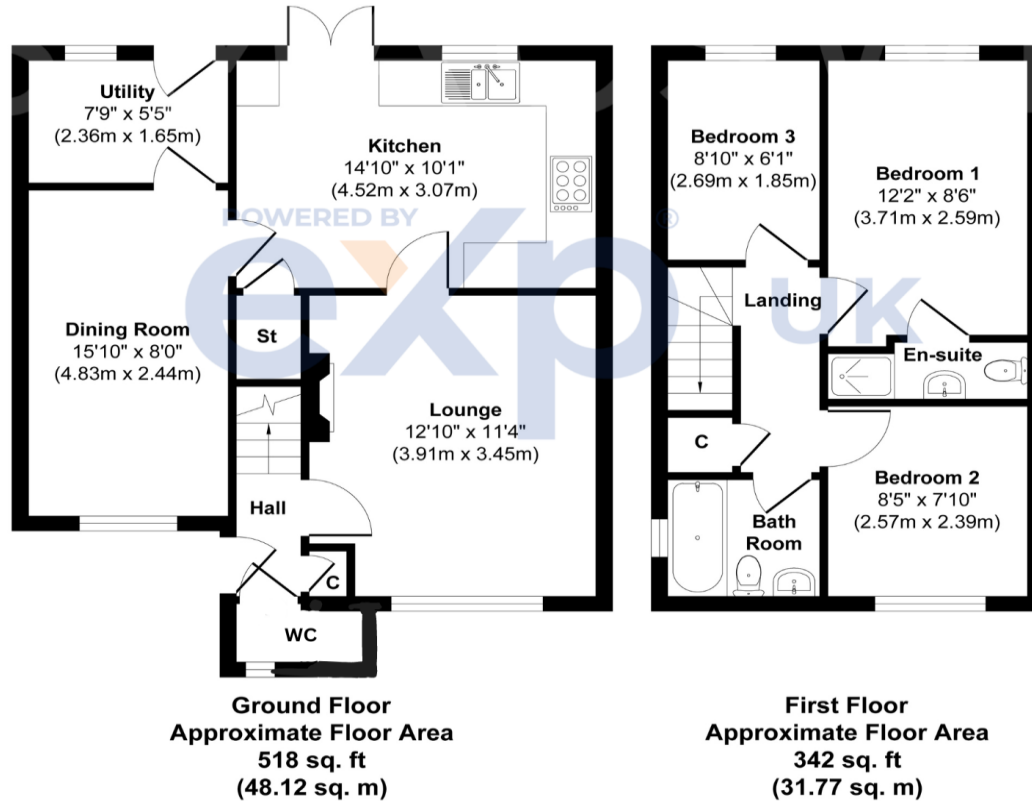 Utility
7'9" x 5'5"
(2.36m x 1.65m)
Kitchen
14'10" x 10'1"
(4.52m x 3.07m)
Dining Room
15'10" x 8'0"
(4.83m x 2.44m)
St
Lounge
12'10" x 11'4"
(3.91m x 3.45m)
Hall
C
WC
Ground Floor
Approximate Floor Area
518 sq. ft
(48.12 sq. m)
Bedroom 3
8'10" x 6'1"
(2.69m x 1.85m)
Bedroom 1
12'2" x 8'6"
(3.71m x 2.59m)
Landing
En-suite
C
Bedroom 2
8'5" x 7'10"
(2.57m x 2.39m)
Bath
Room
First Floor
Approximate Floor Area
342 sq. ft
(31.77 sq. m)
POWERED BY
exp® UK